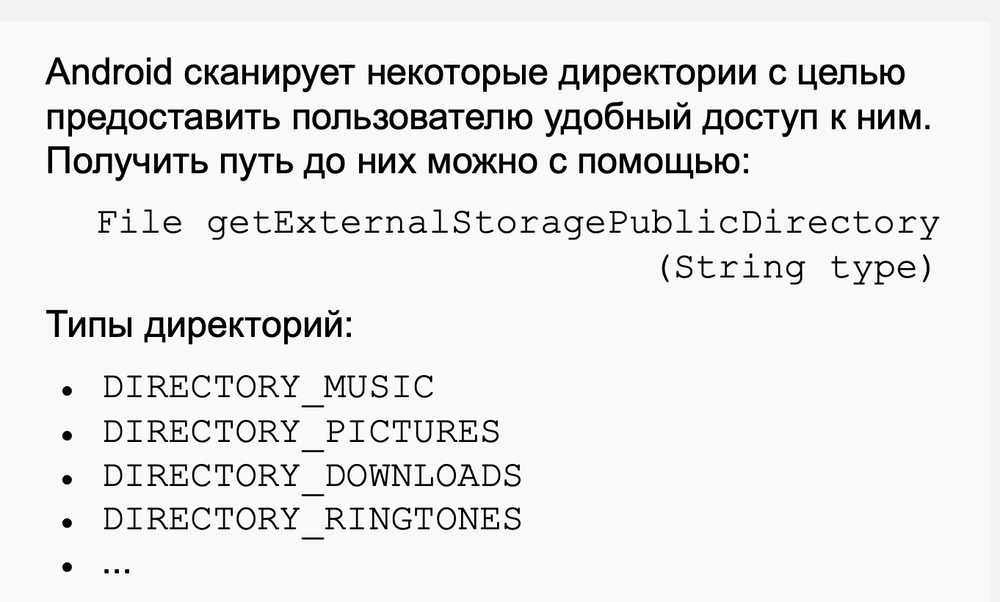 Android сканирует некоторые директории с целью
предоставить пользователю удобный доступ к ним.
Получить путь до них можно с помощью:
File getExternalStoragePublicDirectory
(String type)
Типы директорий:
• DIRECTORY_MUSIC
• DIRECTORY_PICTURES
• DIRECTORY_DOWNLOADS
• DIRECTORY_RINGTONES
• ...